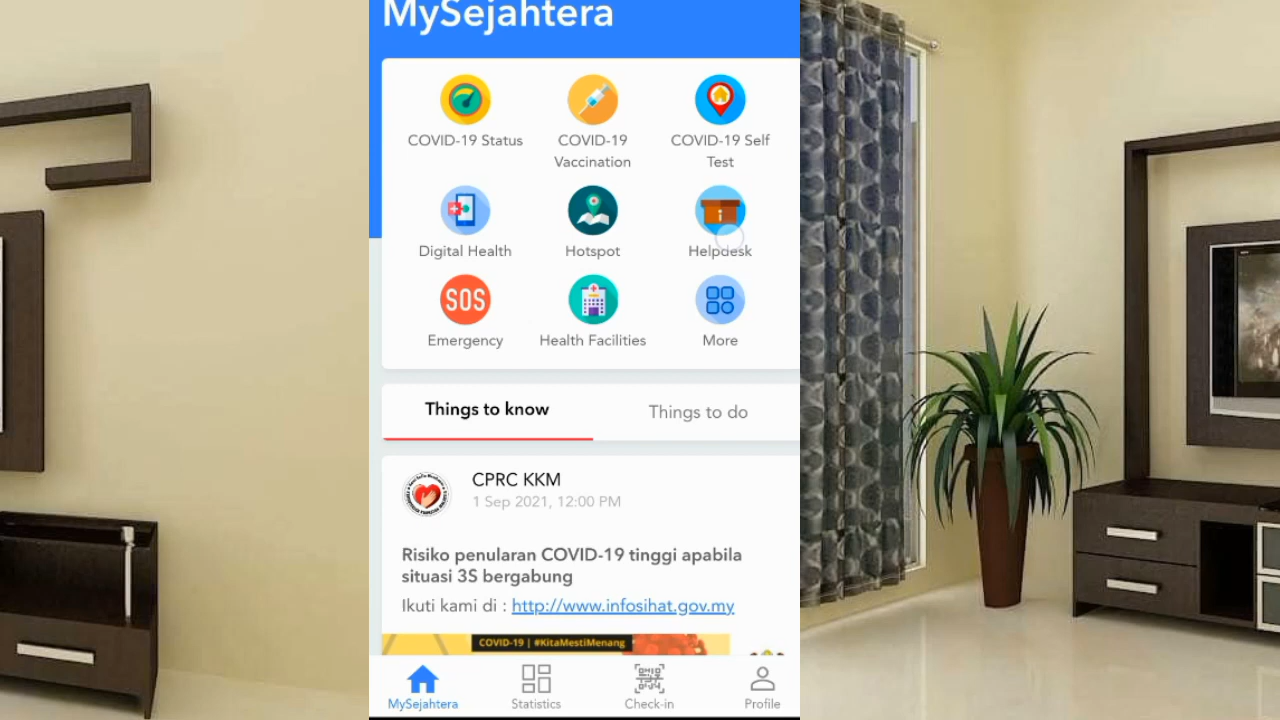 MySejahtera
COVID-19 Status
COVID-19
Vaccination
COVID-19 Self
Test
Digital Health
Hotspot
Helpdesk
SOS
Emergency
Health Facilities
More
Things to know
Things to do
CPRC KKM
1 Sep 2021, 12:00 PM
Risiko penularan COVID-19 tinggi apabila
situasi 3S bergabung
Ikuti kami di : http://www.infosihat.gov.my
COVID-19 | #KitaMestiMenang
MySejahtera
Statistics
Check-in
Profile